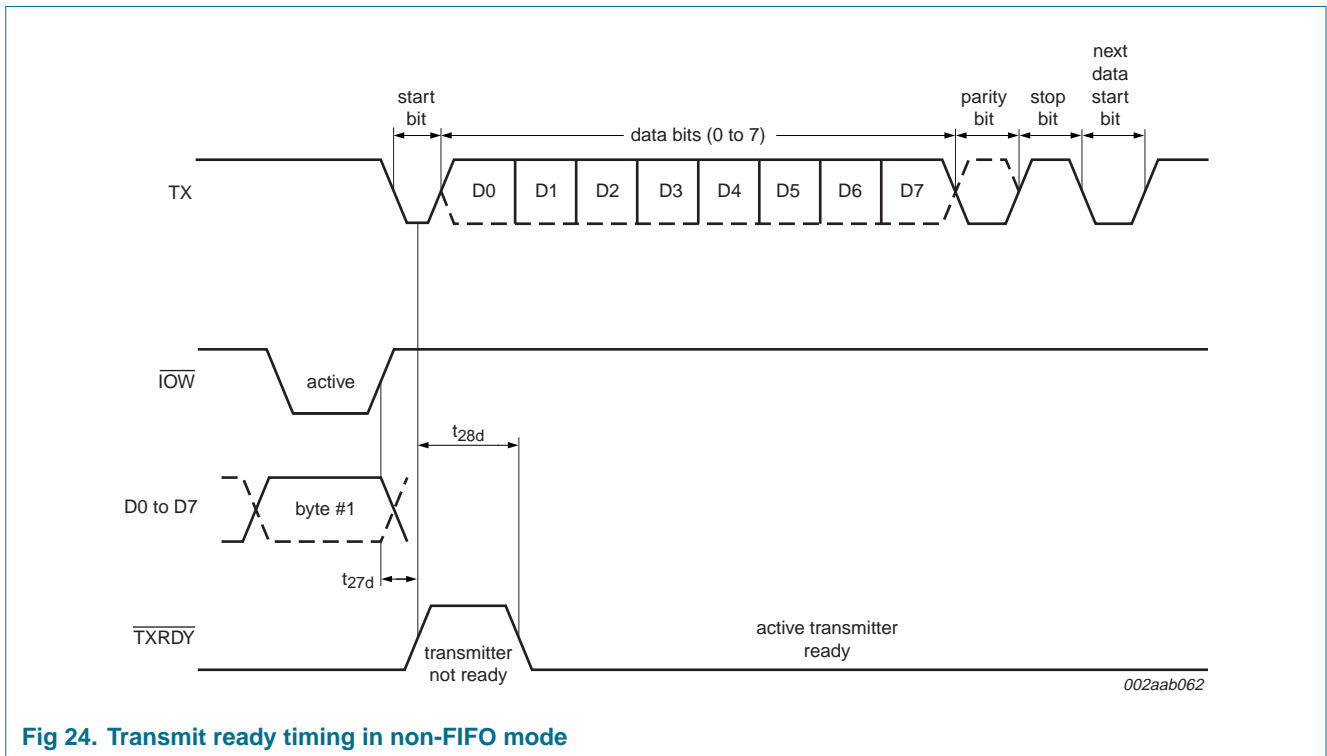 next
data
start
bit
start
bit
parity
bit
stop
bit
data bits (0 to 7)
TX
D0 D1 D2 D3 D4 D5 D6 D7
IOW
active
t28d
D0 to D7
byte #1
t27d
TXRDY
transmitter
not ready
active transmitter
ready
002aab062
Fig 24. Transmit ready timing in non-FIFO mode